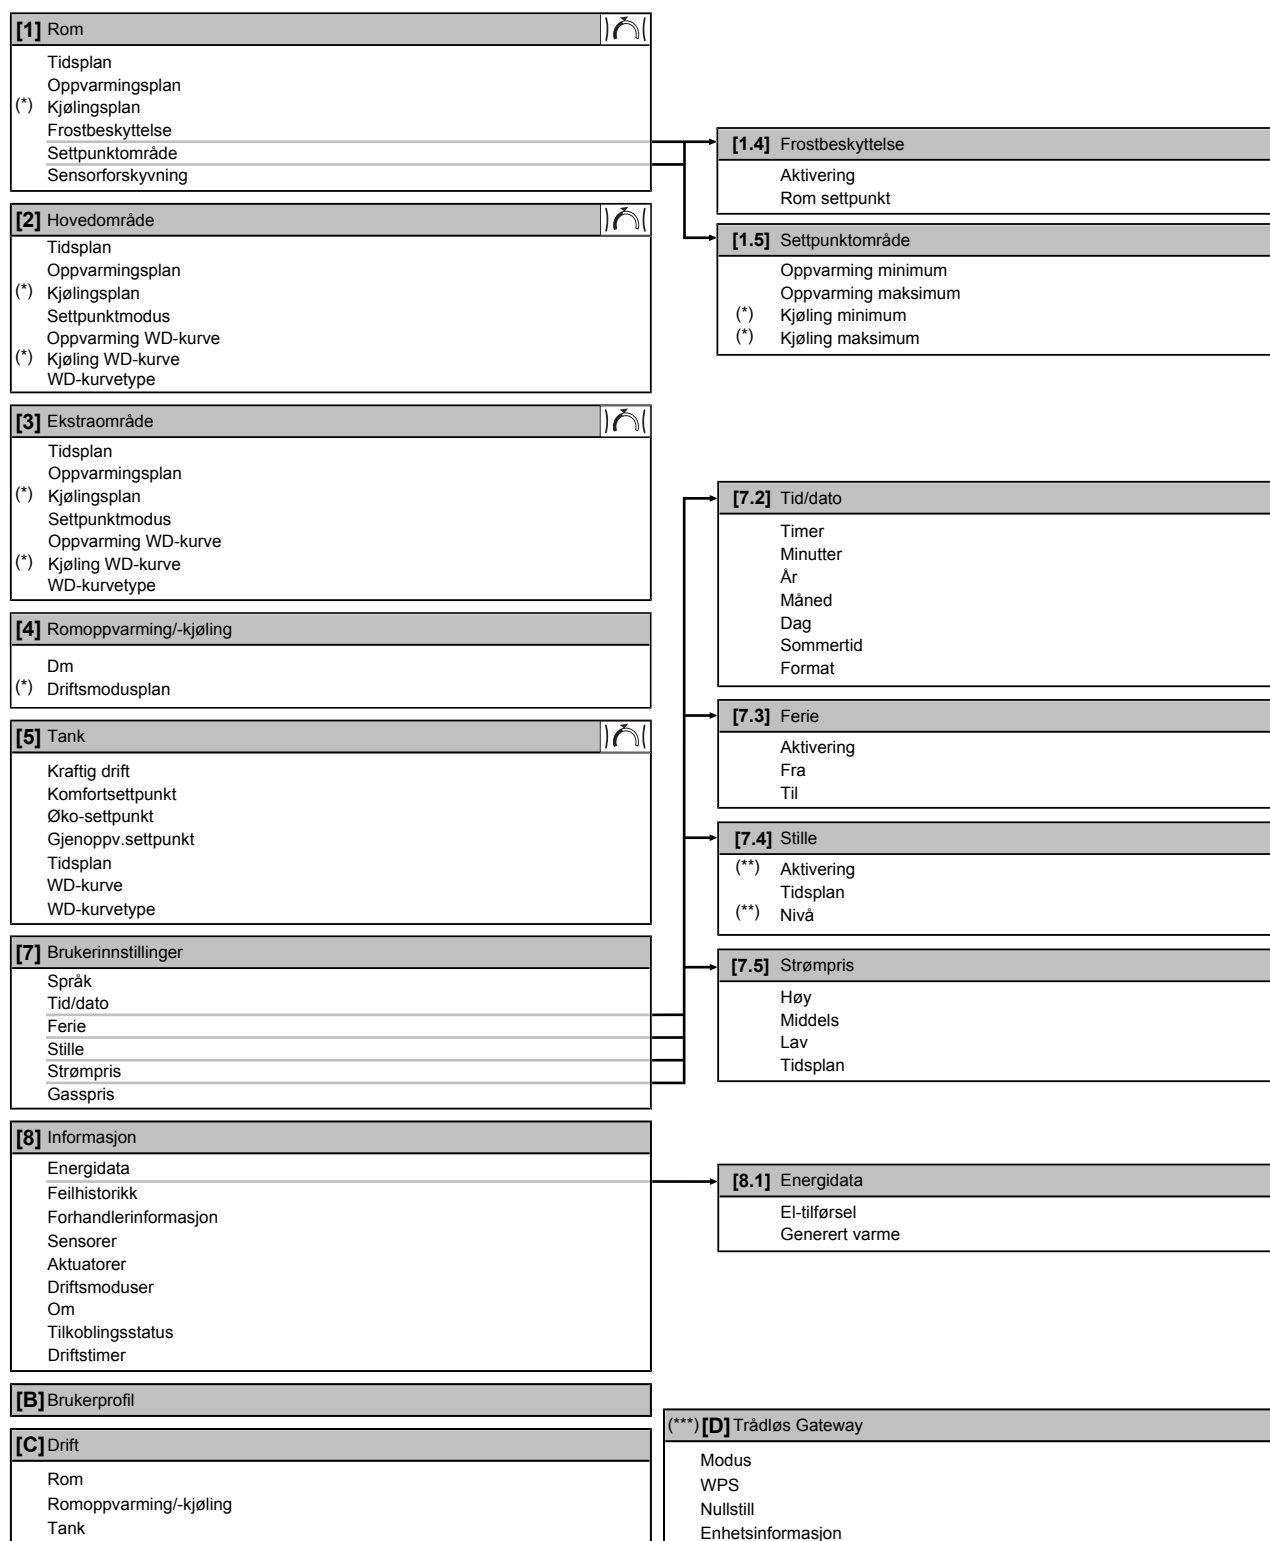 [1] Rom
Tidsplan
Oppvarmingsplan
(*) Kjølingsplan
Frostbeskyttelse
Settpunktområde
Sensorforskyvning
[1.4] Frostbeskyttelse
Aktivering
Rom settpunkt
[1.5] Settpunktområde
Oppvarming minimum
Oppvarming maksimum
(*) Kjøling minimum
(*) Kjøling maksimum
[2] Hovedområde
Tidsplan
Oppvarmingsplan
(*) Kjølingsplan
Settpunktmodus
Oppvarming WD-kurve
(*) Kjøling WD-kurve
WD-kurvetype
[3] Ekstraområde
Tidsplan
Oppvarmingsplan
(*) Kjølingsplan
Settpunktmodus
Oppvarming WD-kurve
(*) Kjøling WD-kurve
WD-kurvetype
[4] Romoppvarming/-kjøling
Dm
(*) Driftsmodusplan
[5] Tank
Kraftig drift
Komfortsettpunkt
Øko-settpunkt
Gjenoppv.settpunkt
Tidsplan
WD-kurve
WD-kurvetype
[7] Brukerinnstillinger
Språk
Tid/dato
Ferie
Stille
Strømpris
Gasspris
[7.2] Tid/dato
Timer
Minutter
År
Måned
Dag
Sommertid
Format
[7.3] Ferie
Aktivering
Fra
Til
[7.4] Stille
(**) Aktivering
Tidsplan
(**) Nivå
[7.5] Strømpris
Høy
Middels
Lav
Tidsplan
[8] Informasjon
Energidata
Feilhistorikk
Forhandlerinformasjon
Sensorer
Aktuatorer
Driftsmoduser
Om
Tilkoblingsstatus
Driftstimer
[8.1] Energidata
El-tilførsel
Generert varme
[B] Brukerprofil
[C] Drift
Rom
Romoppvarming/-kjøling
Tank
(***) [D] Trådløs Gateway
Modus
WPS
Nullstill
Enhetsinformasjon